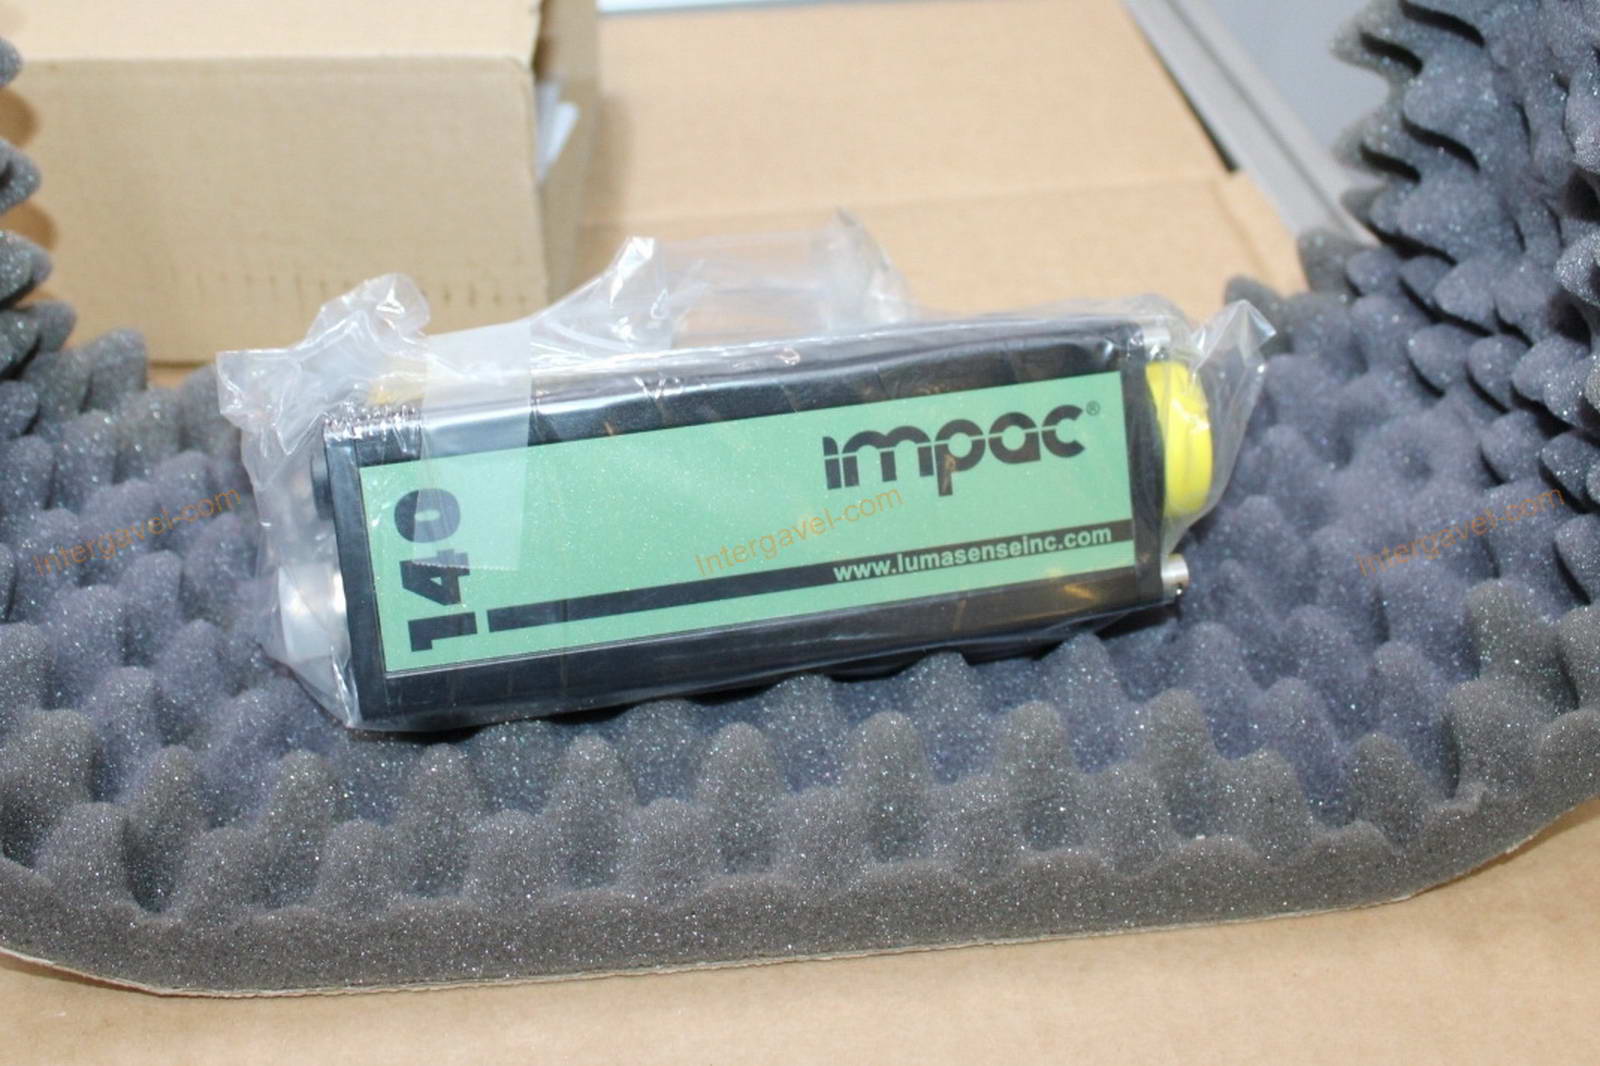 impac®
140
www.lumasenseinc.com
Intergavel-com
Intergavel-com
Intergavel-com